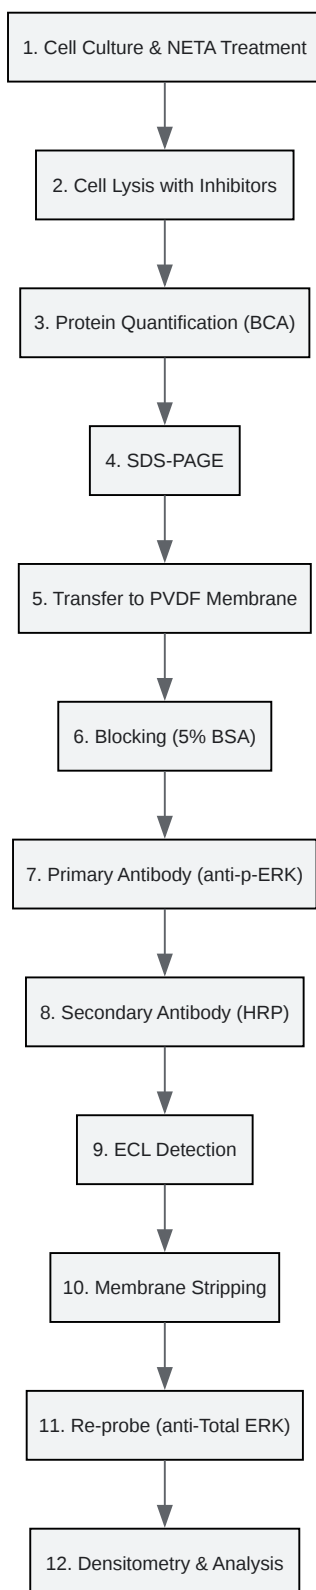 1. Cell Culture & NETA Treatment
2. Cell Lysis with Inhibitors
3. Protein Quantification (BCA)
4. SDS-PAGE
5. Transfer to PVDF Membrane
6. Blocking (5% BSA)
7. Primary Antibody (anti-p-ERK)
8. Secondary Antibody (HRP)
9. ECL Detection
10. Membrane Stripping
11. Re-probe (anti-Total ERK)
12. Densitometry & Analysis